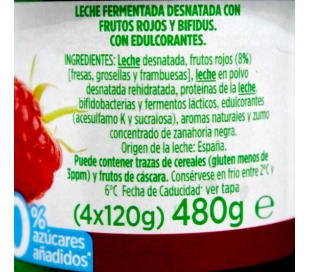 LECHE FERMENTADA DESNATADA CON
FRUTOS ROJOS Y BIFIDUS.
CON EDULCORANTES.
INGREDIENTES: Leche desnatada, frutos rojos (8%)
[fresas, grosellas y frambuesas], leche en polvo
desnatada rehidratada, proteínas de la leche,
bifidobacterias y fermentos lácticos, edulcorantes
(acesulfamo K y sucralosa), aromas naturales y zumo
concentrado de zanahoria negra.
Origen de la leche: España.
Puede contener trazas de cereales (gluten menos de
3ppm) y frutos de cáscara. Consérvese en frio entre 2°C y
6°C Fecha de Caducidad: ver tapa
(4x120g) 480g e
0%
azúcares
añadidos*